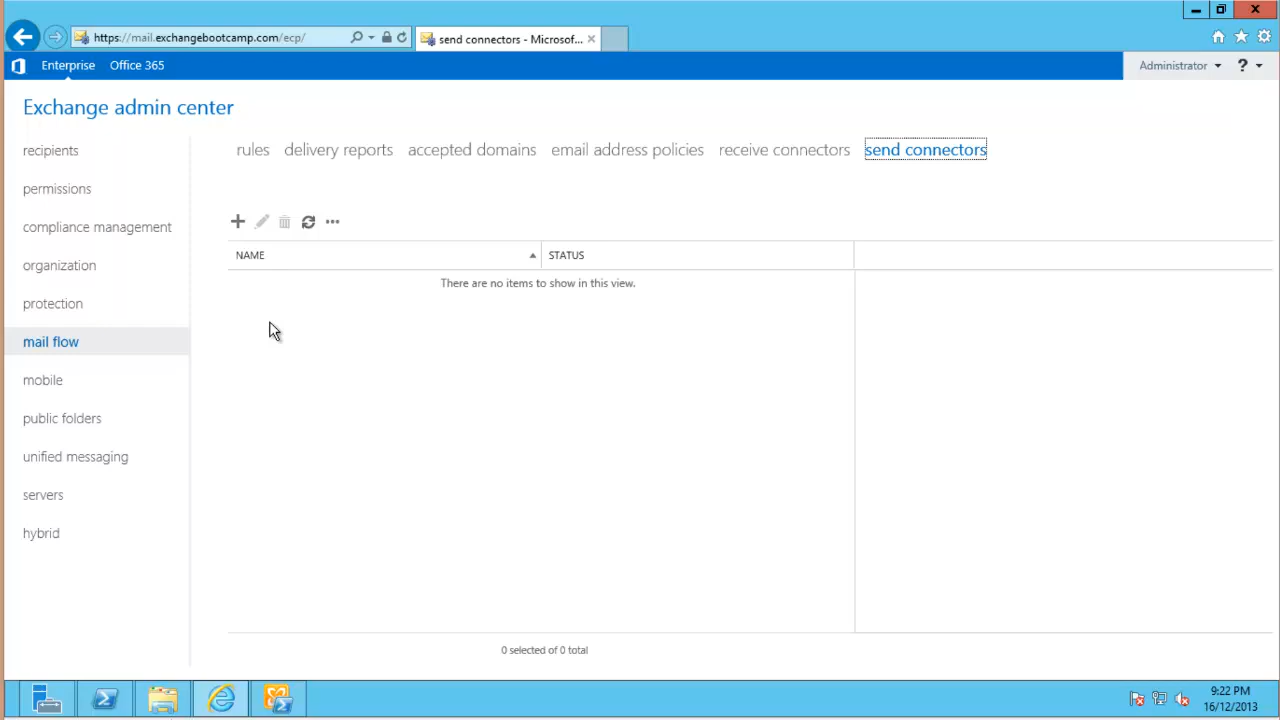 https://mail.exchangebootcamp.com/ecp/
send connectors - Microsof...
Enterprise Office 365
Administrator ?
Exchange admin center
recipients
permissions
compliance management
organization
protection
mail flow
mobile
public folders
unified messaging
servers
hybrid
rules delivery reports accepted domains email address policies receive connectors send connectors
NAME STATUS
There are no items to show in this view.
0 selected of 0 total
9:22 PM
16/12/2013